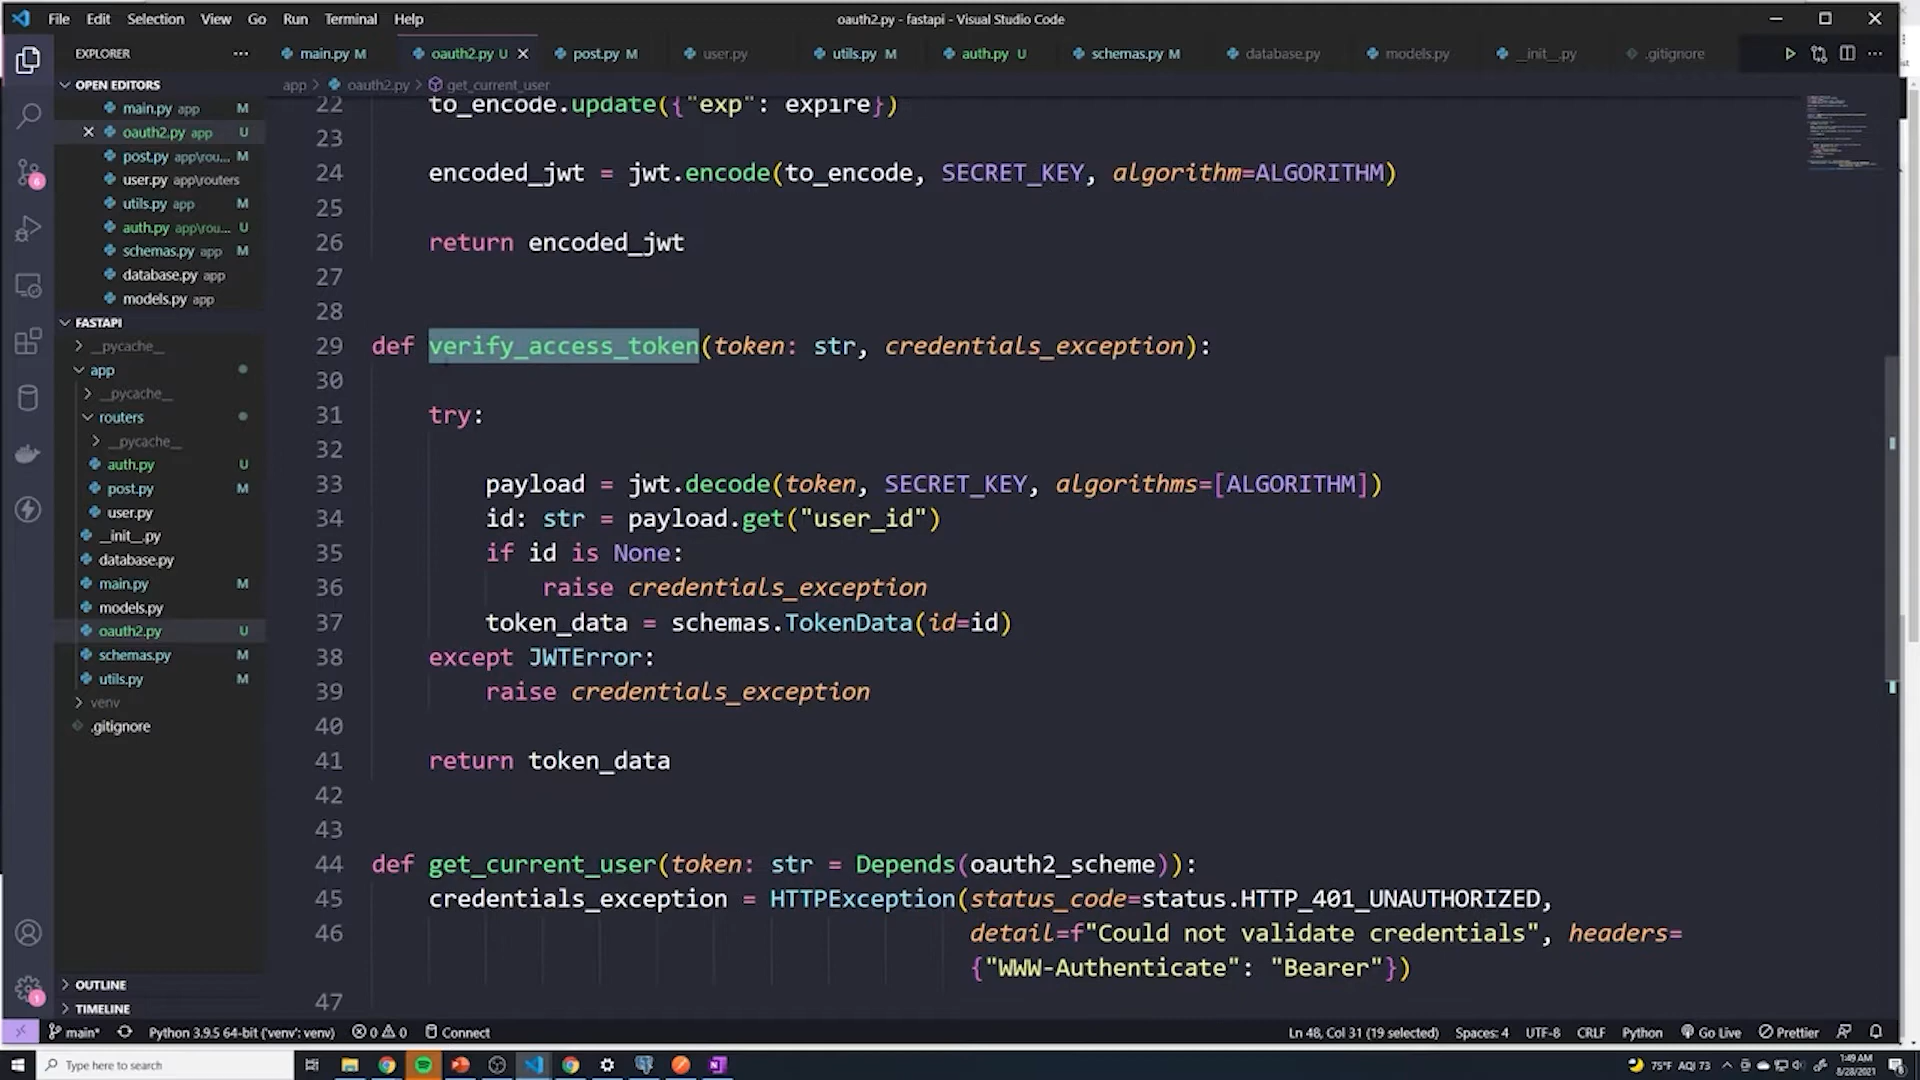 File Edit Selection View Go Run Terminal Help
oauth2.py - fastapi - Visual Studio Code
EXPLORER ···
main.py M
oauth2.py U
post.py M
user.py
utils.py M
auth.py U
schemas.py M
database.py
models.py
__init__.py
.gitignore
OPEN EDITORS
main.py app M
oauth2.py app U
post.py app\rou... M
user.py app\routers
utils.py app M
auth.py app\rou... U
schemas.py app M
database.py app
models.py app
FASTAPI
__pycache__
app
__pycache__
routers
__pycache__
auth.py U
post.py M
user.py
__init__.py
database.py
main.py M
models.py
oauth2.py U
schemas.py M
utils.py M
venv
.gitignore
OUTLINE
TIMELINE
6
1
app > oauth2.py > get_current_user
22 to_encode.update({"exp": expire})
23
24 encoded_jwt = jwt.encode(to_encode, SECRET_KEY, algorithm=ALGORITHM)
25
26 return encoded_jwt
27
28
29 def verify_access_token(token: str, credentials_exception):
30
31 try:
32
33 payload = jwt.decode(token, SECRET_KEY, algorithms=[ALGORITHM])
34 id: str = payload.get("user_id")
35 if id is None:
36 raise credentials_exception
37 token_data = schemas.TokenData(id=id)
38 except JWTError:
39 raise credentials_exception
40
41 return token_data
42
43
44 def get_current_user(token: str = Depends(oauth2_scheme)):
45 credentials_exception = HTTPException(status_code=status.HTTP_401_UNAUTHORIZED,
46 detail=f"Could not validate credentials", headers=
{"WWW-Authenticate": "Bearer"})
47
main* Python 3.9.5 64-bit ('venv': venv) 0 0 Connect
Ln 48, Col 31 (19 selected) Spaces: 4 UTF-8 CRLF Python Go Live Prettier
Type here to search
75°F AQI 73
1:49 AM
8/28/2021